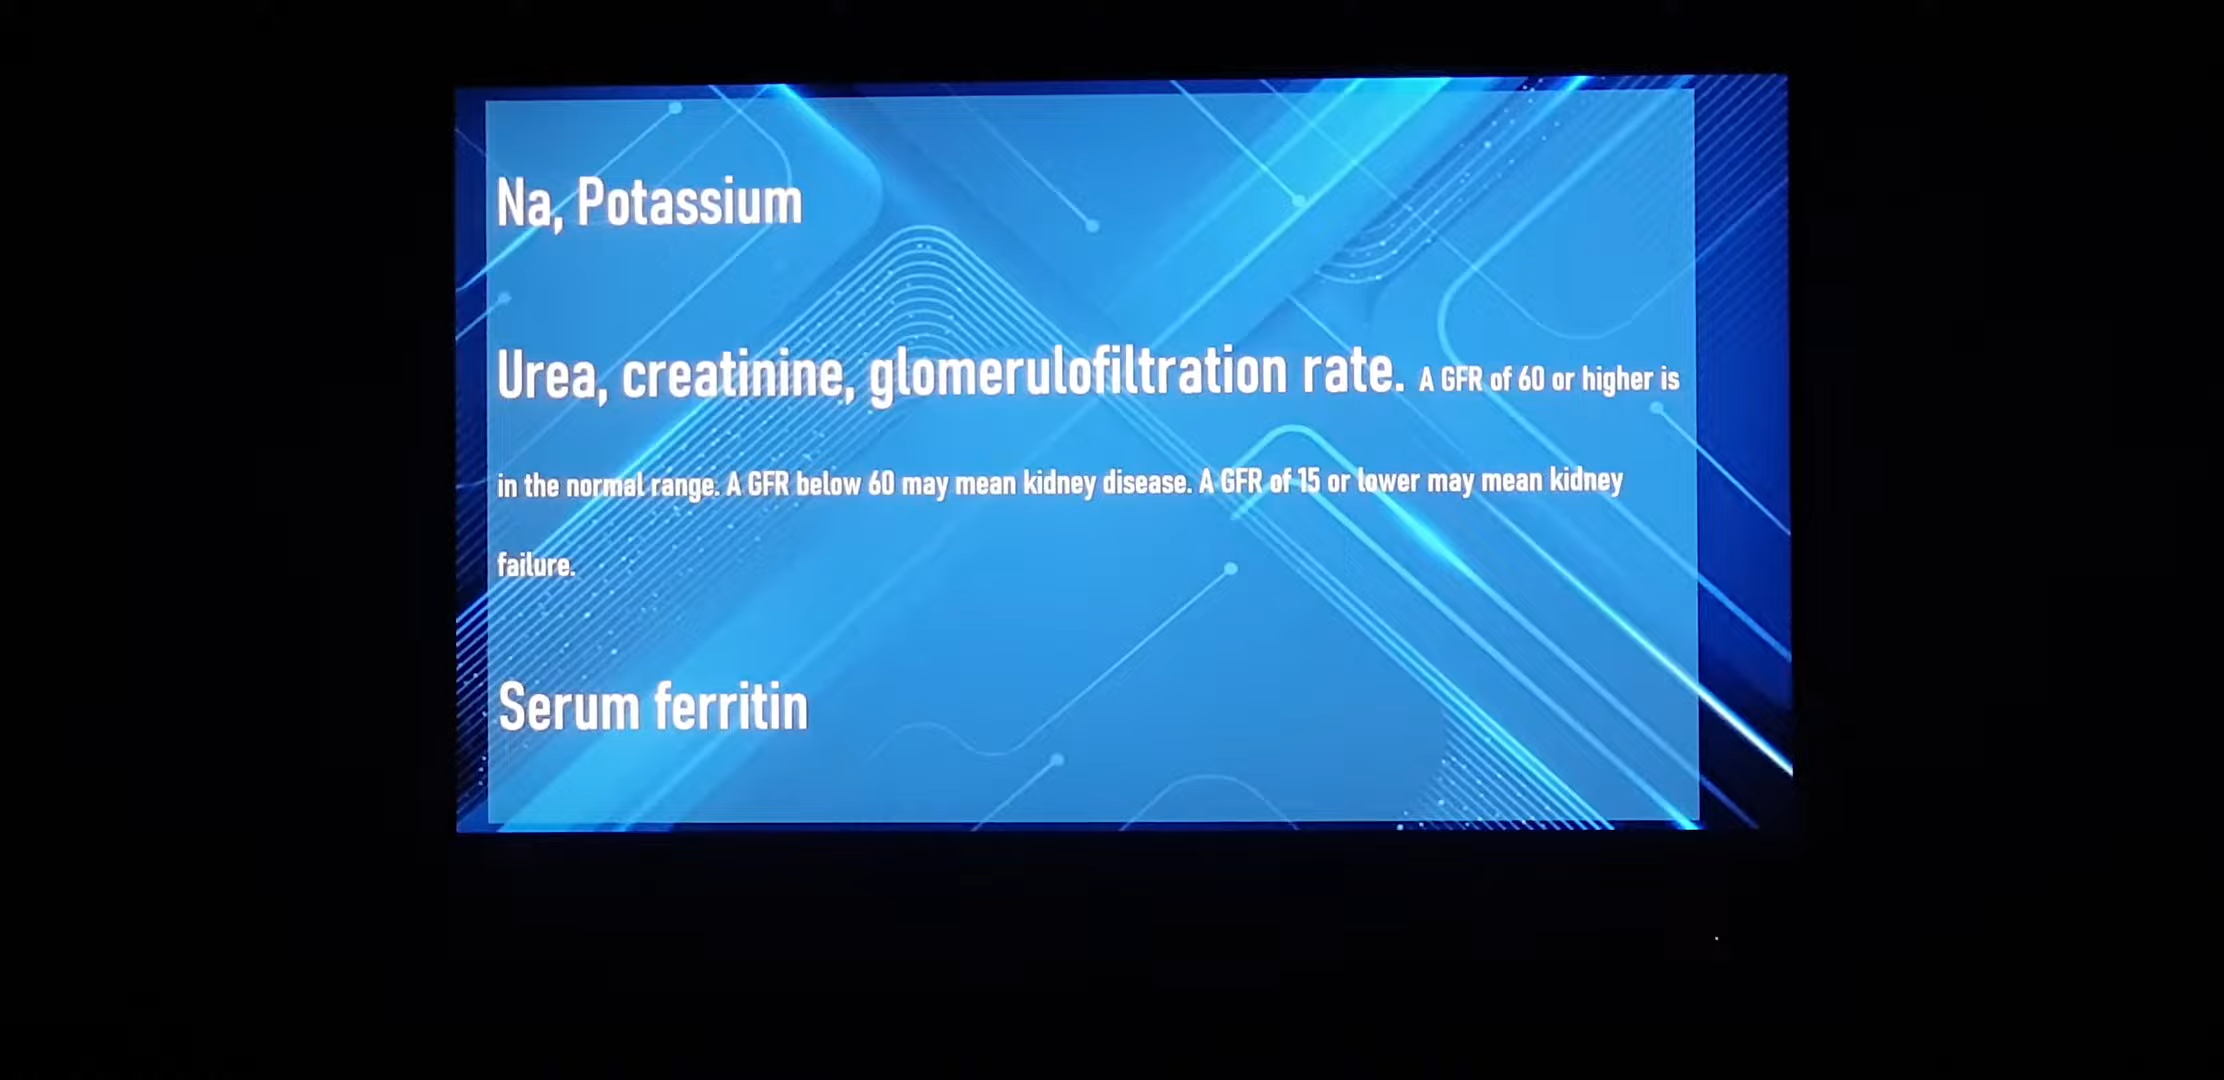 Na, Potassium
Urea, creatinine, glomerulofiltration rate. A GFR of 60 or higher is
in the normal range. A GFR below 60 may mean kidney disease. A GFR of 15 or lower may mean kidney
failure.
Serum ferritin